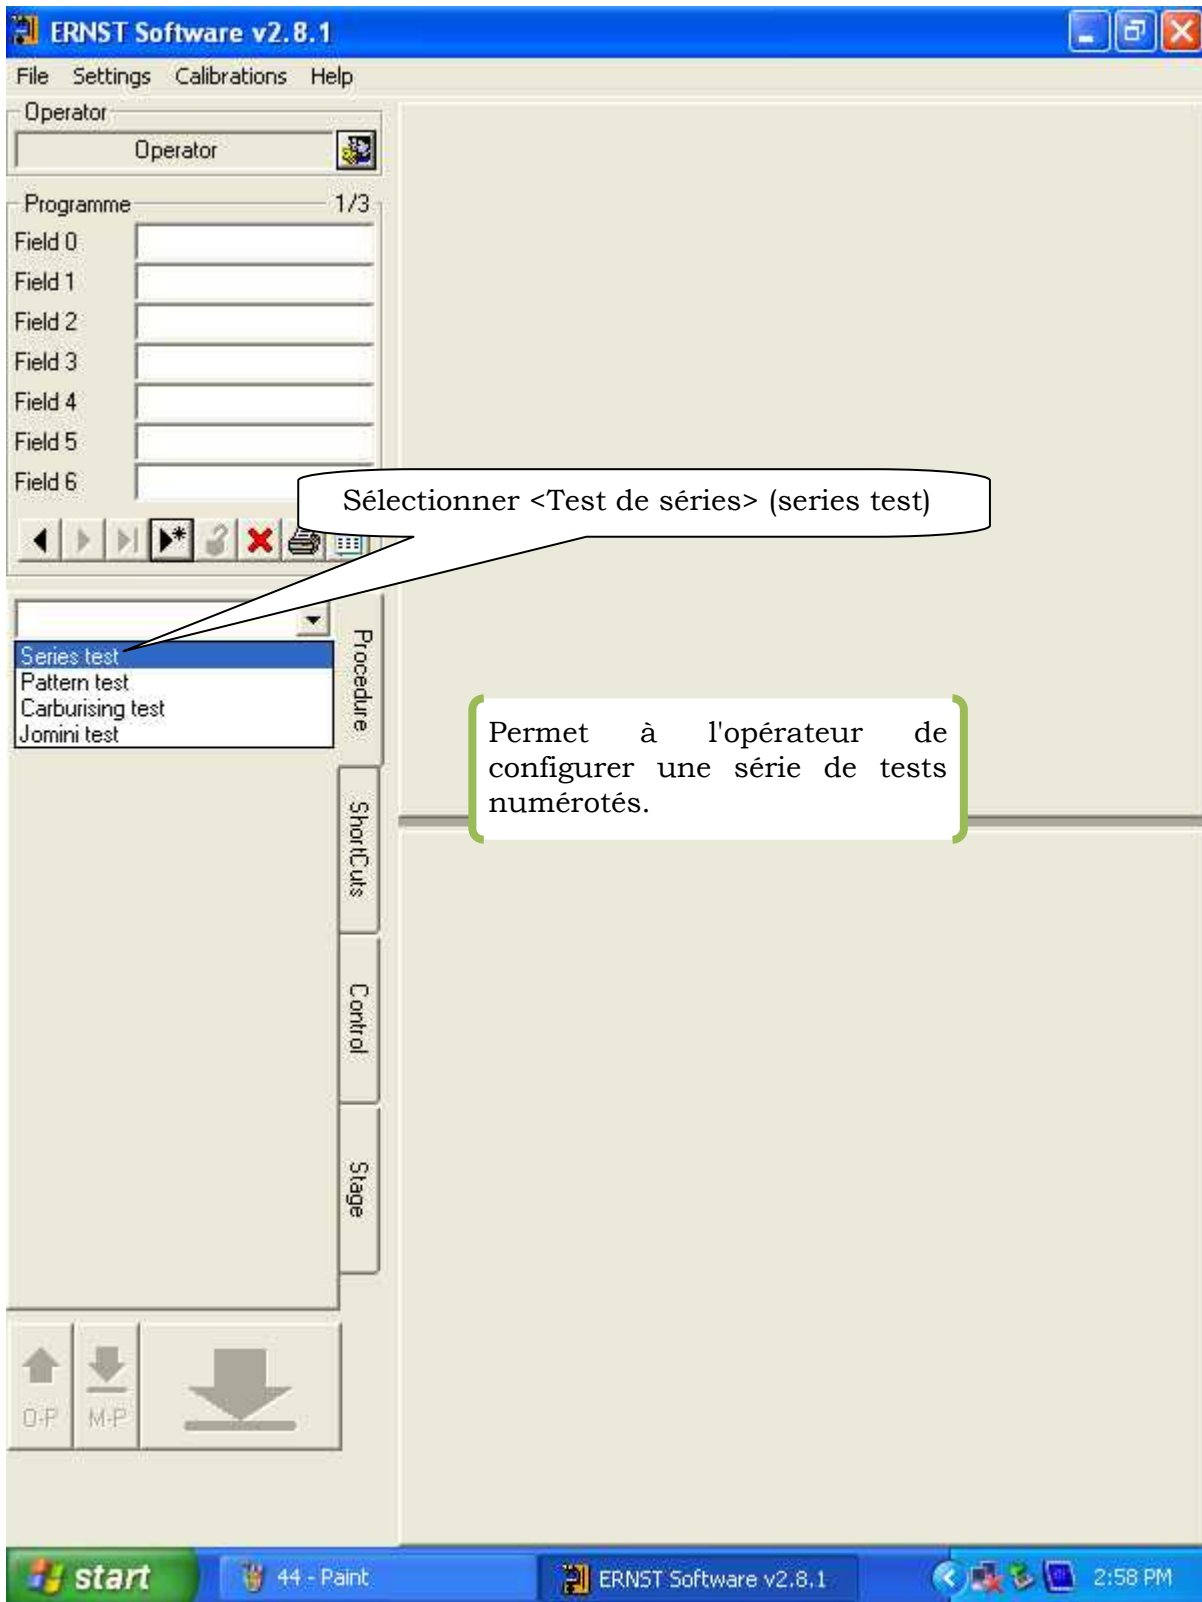 ERNST Software v2.8.1
File Settings Calibrations Help
Operator
Operator
Programme 1/3
Field 0
Field 1
Field 2
Field 3
Field 4
Field 5
Field 6
Sélectionner <Test de séries> (series test)
Series test
Pattern test
Carburising test
Jomini test
Procedure
ShortCuts
Control
Stage
Permet à l'opérateur de
configurer une série de tests
numérotés.
O-P M-P
start 44 - Paint ERNST Software v2.8.1 2:58 PM